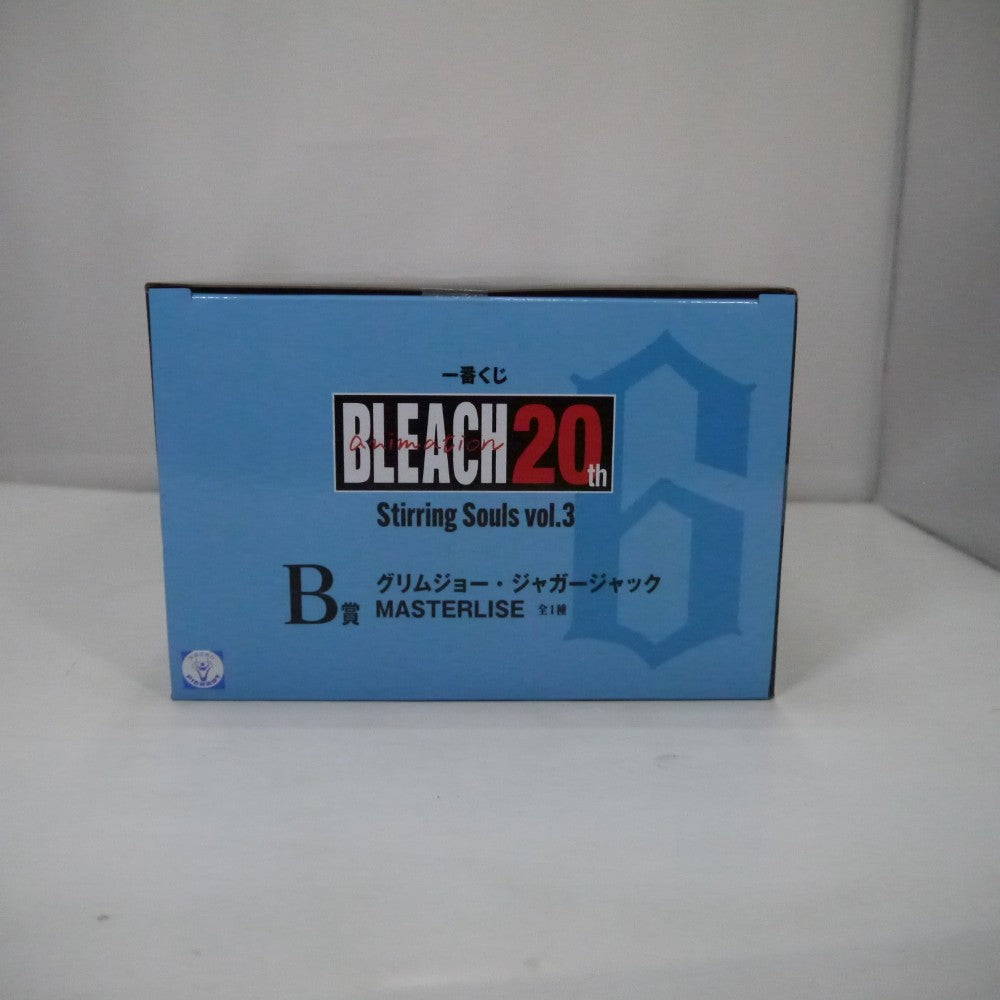 一番くじ
BLEACH 20th
animation
Stirring Souls vol.3
B賞
グリムジョー・ジャガージャック
MASTERLISE 全1種
6